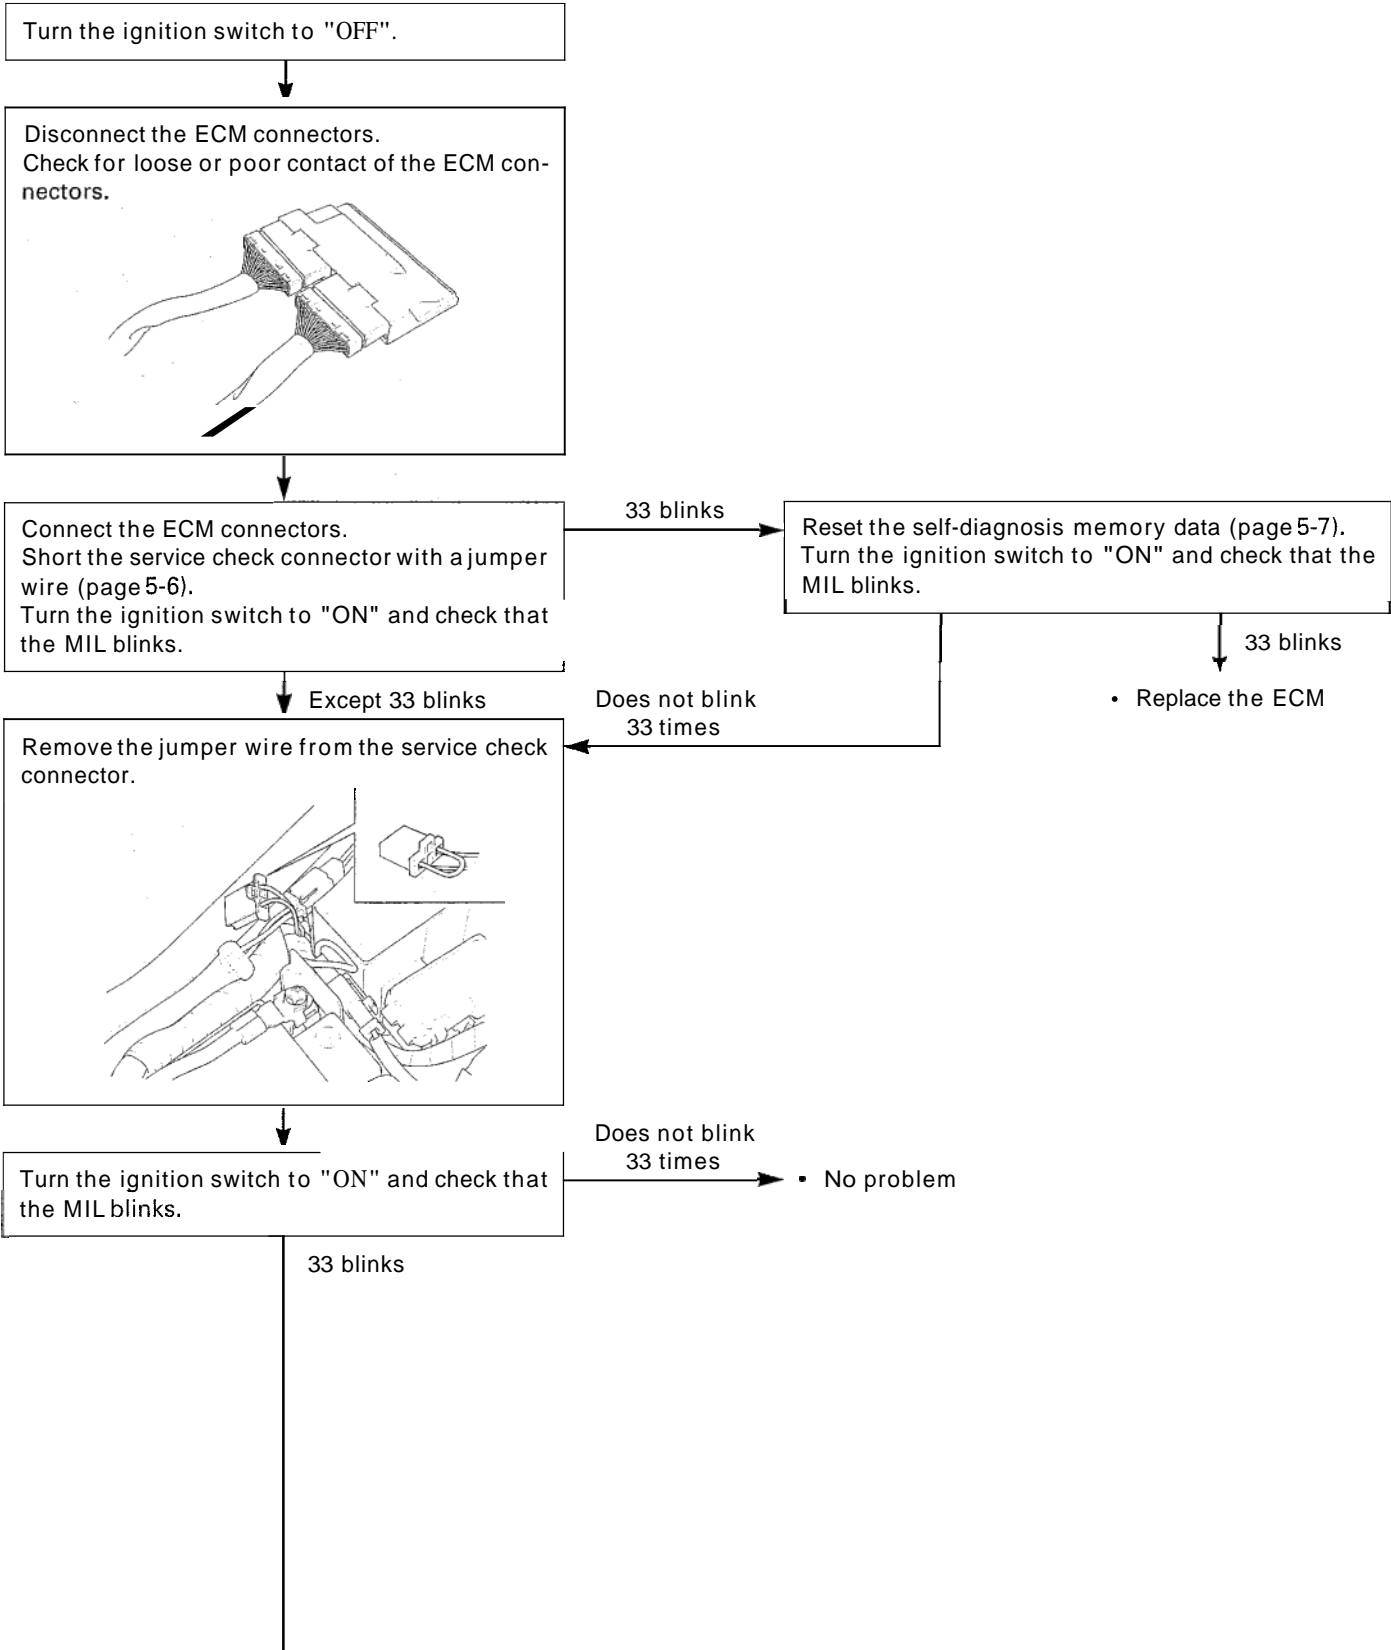 Turn the ignition switch to "OFF".
Disconnect the ECM connectors.
Check for loose or poor contact of the ECM con-
nectors.
Connect the ECM connectors.
Short the service check connector with a jumper
wire (page 5-6).
Turn the ignition switch to "ON" and check that
the MIL blinks.
33 blinks
Reset the self-diagnosis memory data (page 5-7).
Turn the ignition switch to "ON" and check that the
MIL blinks.
33 blinks
• Replace the ECM
Except 33 blinks
Does not blink
33 times
Remove the jumper wire from the service check
connector.
Turn the ignition switch to "ON" and check that
the MIL blinks.
Does not blink
33 times
• No problem
33 blinks